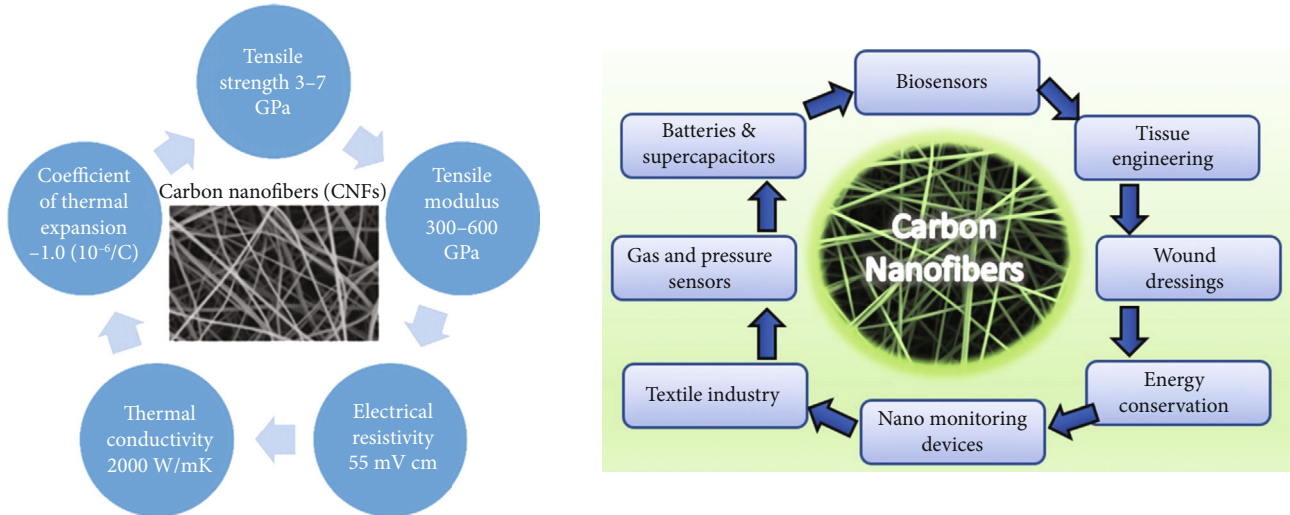 Tensile
strength 3–7
GPa
Tensile
modulus
300–600
GPa
Electrical
resistivity
55 mV cm
Thermal
conductivity
2000 W/mK
Coefficient
of thermal
expansion
–1.0 (10⁻⁶/C)
Carbon nanofibers (CNFs)
Biosensors
Tissue
engineering
Wound
dressings
Energy
conservation
Nano monitoring
devices
Textile industry
Gas and pressure
sensors
Batteries &
supercapacitors
Carbon
Nanofibers